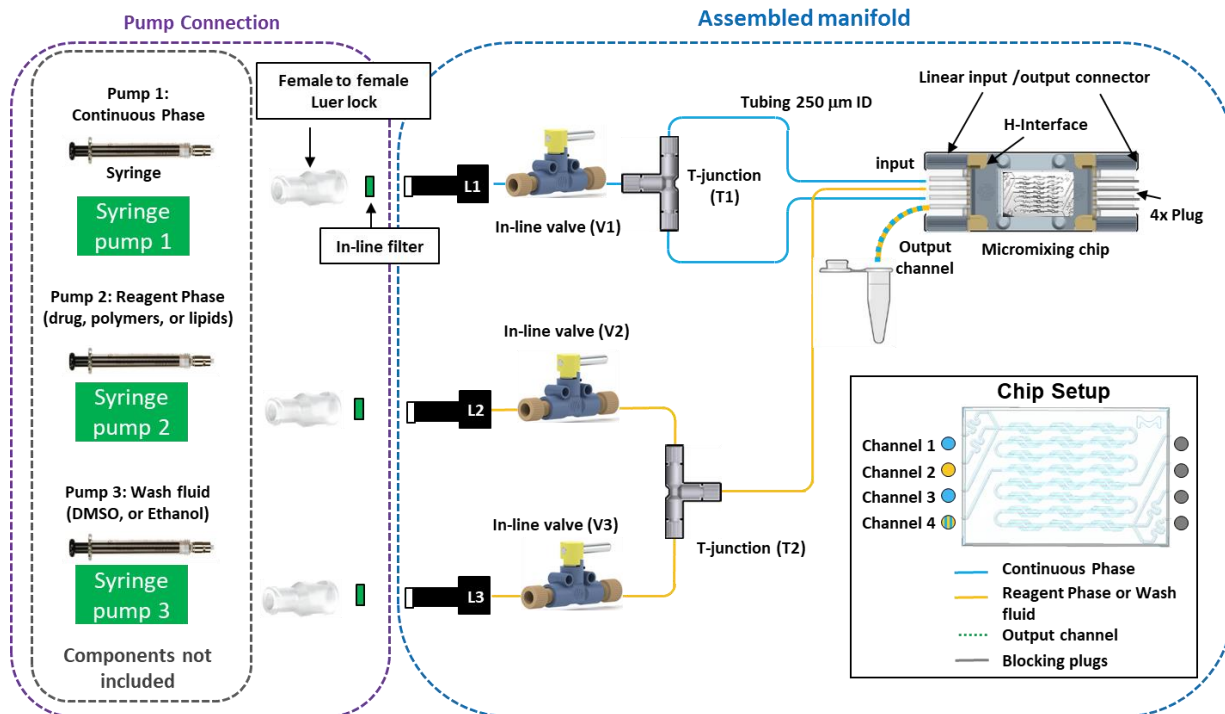 Pump Connection
Assembled manifold
Pump 1:
Continuous Phase
Syringe
Syringe
pump 1
Female to female
Luer lock
In-line filter
L1
In-line valve (V1)
T-junction
(T1)
Tubing 250 µm ID
Linear input /output connector
H-Interface
input
4x Plug
Output
channel
Micromixing chip
Pump 2: Reagent Phase
(drug, polymers, or lipids)
Syringe
pump 2
L2
In-line valve (V2)
Pump 3: Wash fluid
(DMSO, or Ethanol)
Syringe
pump 3
L3
In-line valve (V3)
T-junction (T2)
Components not
included
Chip Setup
Channel 1
Channel 2
Channel 3
Channel 4
Continuous Phase
Reagent Phase or Wash
fluid
Output channel
Blocking plugs